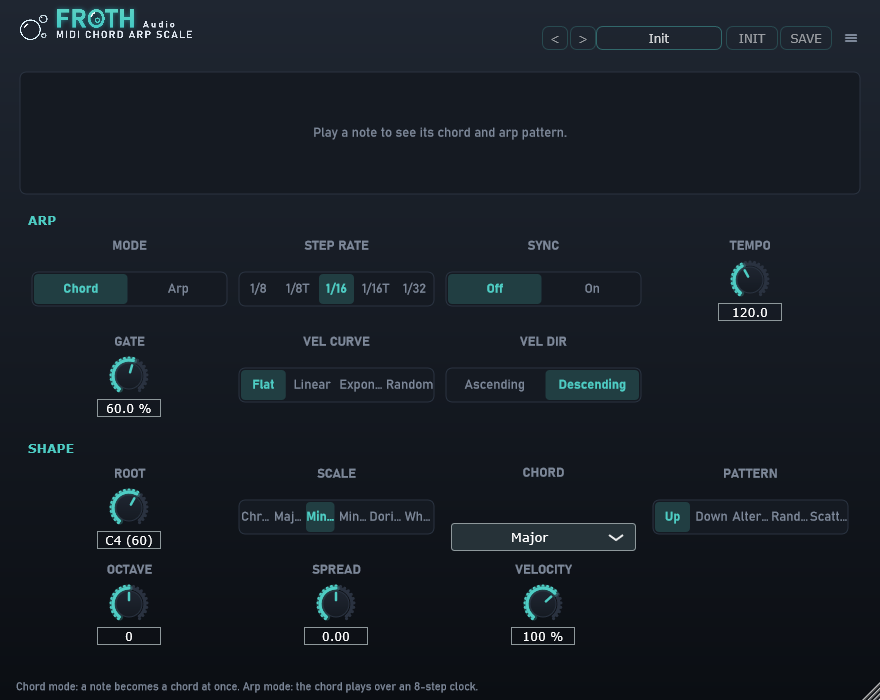 FROTH Audio
MIDI CHORD ARP SCALE
< > Init INIT SAVE
Play a note to see its chord and arp pattern.
ARP
MODE STEP RATE SYNC TEMPO
Chord Arp 1/8 1/8T 1/16 1/16T 1/32 Off On
120.0
GATE VEL CURVE VEL DIR
Flat Linear Expon... Random Ascending Descending
60.0 %
SHAPE
ROOT SCALE CHORD PATTERN
Chr... Maj... Min... Min... Dori... Wh... Up Down Alter... Rand... Scatt...
C4 (60) Major
OCTAVE SPREAD VELOCITY
0 0.00 100 %
Chord mode: a note becomes a chord at once. Arp mode: the chord plays over an 8-step clock.